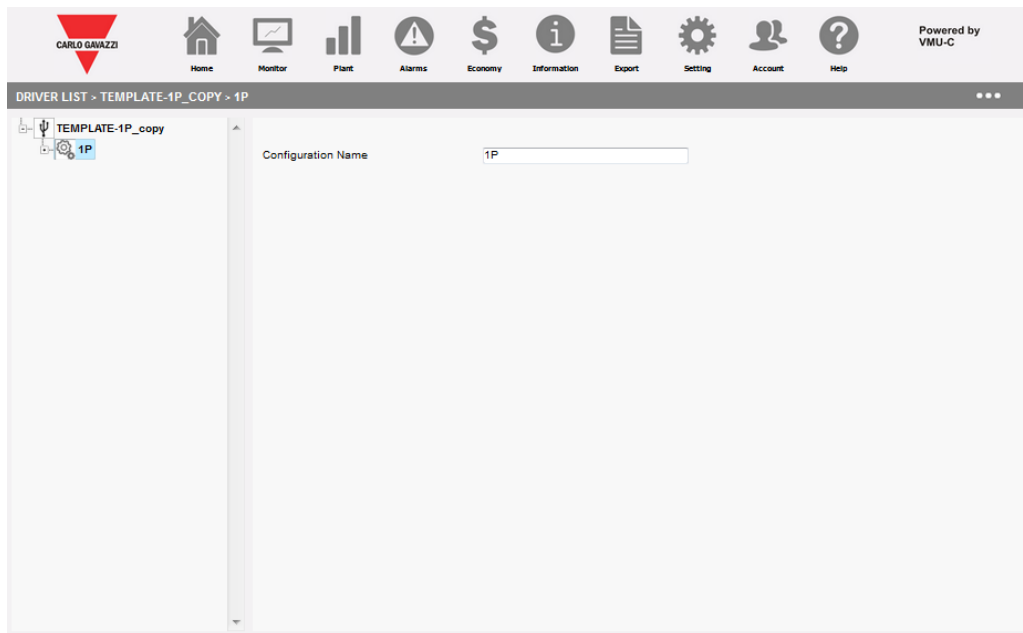 CARLO GAVAZZI
Home
Monitor
Plant
Alarms
Economy
Information
Export
Setting
Account
Help
Powered by
VMU-C
DRIVER LIST > TEMPLATE-1P_COPY > 1P
TEMPLATE-1P_copy
1P
Configuration Name
1P